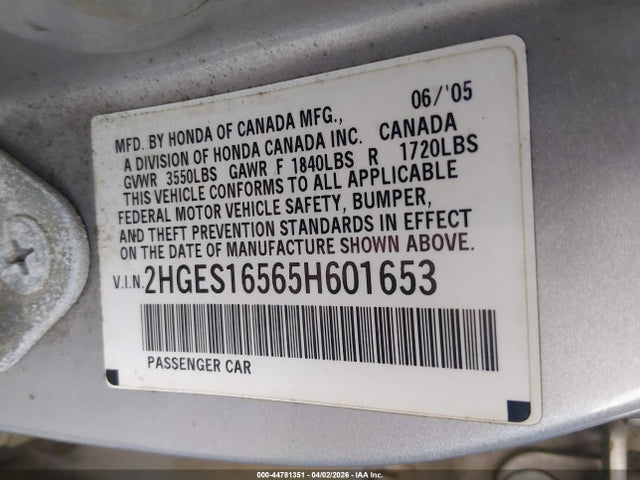 06/'05
MFD. BY HONDA OF CANADA MFG.,
A DIVISION OF HONDA CANADA INC. CANADA
GVWR 3550LBS GAWR F 1840LBS R 1720LBS
THIS VEHICLE CONFORMS TO ALL APPLICABLE
FEDERAL MOTOR VEHICLE SAFETY, BUMPER,
AND THEFT PREVENTION STANDARDS IN EFFECT
ON THE DATE OF MANUFACTURE SHOWN ABOVE.
V.I.N. 2HGES16565H601653
PASSENGER CAR
000-44781351 - 04/02/2026 - IAAI Inc.